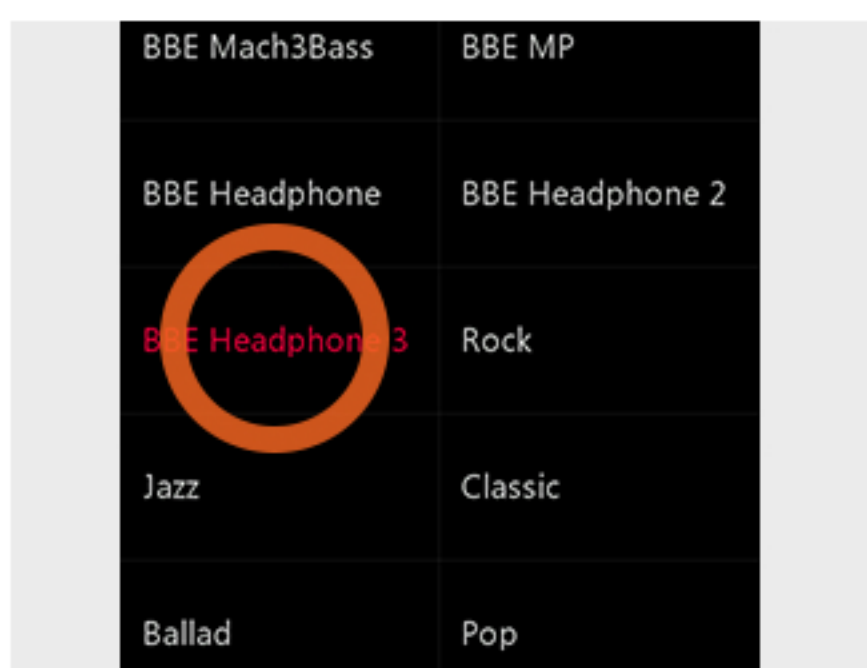 BBE Mach3Bass BBE MP
BBE Headphone BBE Headphone 2
BBE Headphone 3 Rock
Jazz Classic
Ballad Pop